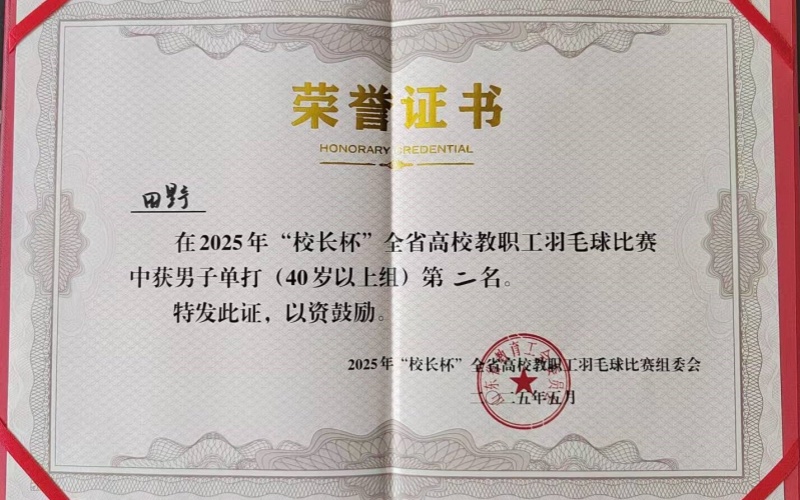 荣誉证书
HONORARY CREDENTIAL
田野
在2025年“校长杯”全省高校教职工羽毛球比赛
中获男子单打（40岁以上组）第二名。
特发此证，以资鼓励。
2025年“校长杯”全省高校教职工羽毛球比赛组委会
二〇二五年五月